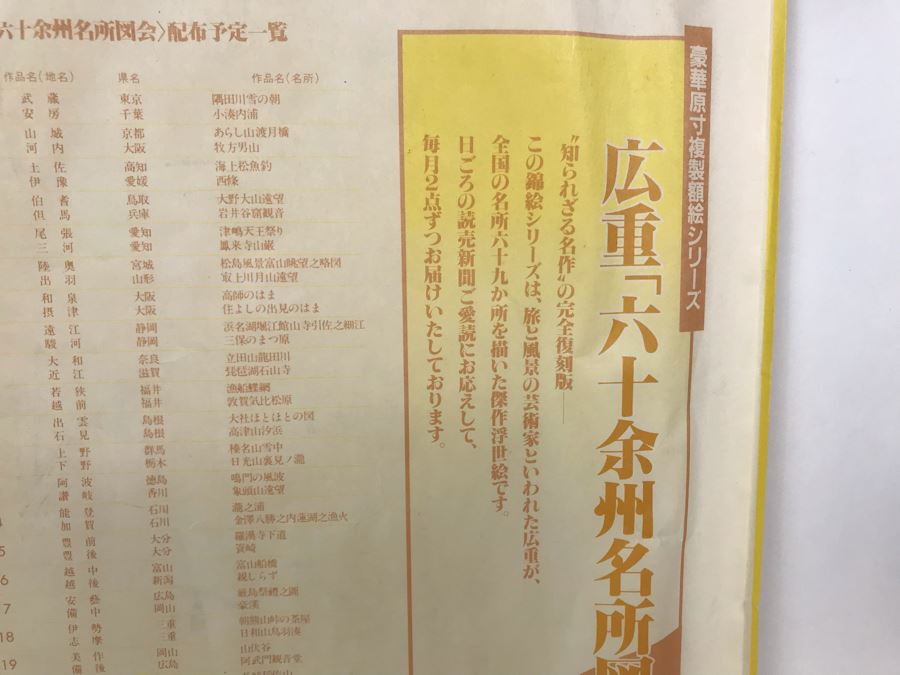 豪華原寸複製額絵シリーズ
広重「六十余州名所図
“知られざる名作”の完全復刻版――
この錦絵シリーズは、旅と風景の芸術家といわれた広重が、
全国の名所六十九か所を描いた傑作浮世絵です。
日ごろの読売新聞ご愛読にお応えして、
毎月2点ずつお届けいたしております。
六十余州名所図会〉配布予定一覧
作品名(地名) 県名 作品名(名所)
武蔵 東京 隅田川雪の朝
安房 千葉 小湊内浦
山城 京都 あらし山渡月橋
河内 大阪 牧方男山
土佐 高知 海上松魚釣
伊豫 愛媛 西條
伯耆 鳥取 大野大山遠望
但馬 兵庫 岩井谷窟観音
尾張 愛知 津嶋天王祭り
三河 愛知 鳳来寺山巌
陸奥 宮城 松島風景富山眺望之略図
出羽 山形 最上川月山遠望
和泉 大阪 高師のはま
摂津 大阪 住よしの出見のはま
遠江 静岡 浜名湖堀江館山寺引佐之細江
駿河 静岡 三保のまつ原
大和 奈良 立田山龍田川
近江 滋賀 琵琶湖石山寺
若狭 福井 漁船鰈網
越前 福井 敦賀気比松原
出雲 島根 大社ほとほとの図
石見 島根 高津山汐浜
上野 群馬 榛名山雪中
下野 栃木 日光山裏見ノ瀧
阿波 徳島 鳴門の風波
讃岐 香川 象頭山遠望
能登 石川 瀧之浦
4 加賀 石川 金澤八勝之内蓮湖之漁火
豊前 大分 羅漢寺下道
5 豊後 大分 簑崎
越中 富山 富山船橋
6 越後 新潟 親しらず
安藝 広島 厳島祭禮之図
7 備中 岡山 豪渓
伊勢 三重 朝熊山峠の茶屋
18 志摩 三重 日和山鳥羽湊
美作 岡山 山伏谷
19 備後 広島 阿武門観音堂